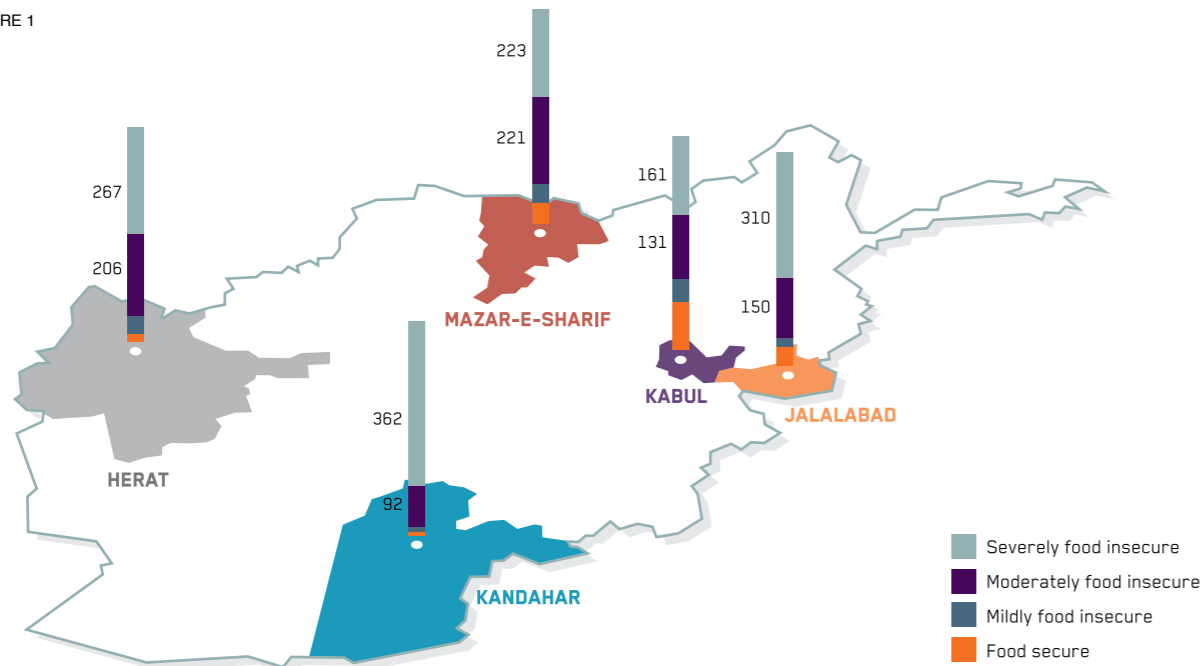 RE 1
223
221
267
206
161
131
310
150
MAZAR-E-SHARIF
KABUL
JALALABAD
362
92
HERAT
KANDAHAR
Severely food insecure
Moderately food insecure
Mildly food insecure
Food secure